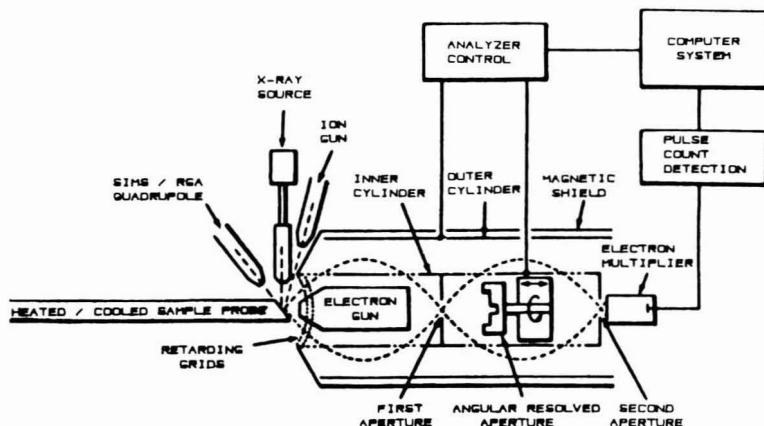 ANALYZER
CONTROL
COMPUTER
SYSTEM
X-RAY
SOURCE
ION
GUN
PULSE
COUNT
DETECTION
SIMS / RGA
QUADRUPOLE
INNER
CYLINDER
OUTER
CYLINDER
MAGNETIC
SHIELD
ELECTRON
MULTIPLIER
HEATED / COOLED SAMPLE PROBE
ELECTRON
GUN
RETARDING
GRIDS
FIRST
APERTURE
ANGULAR RESOLVED
APERTURE
SECOND
APERTURE